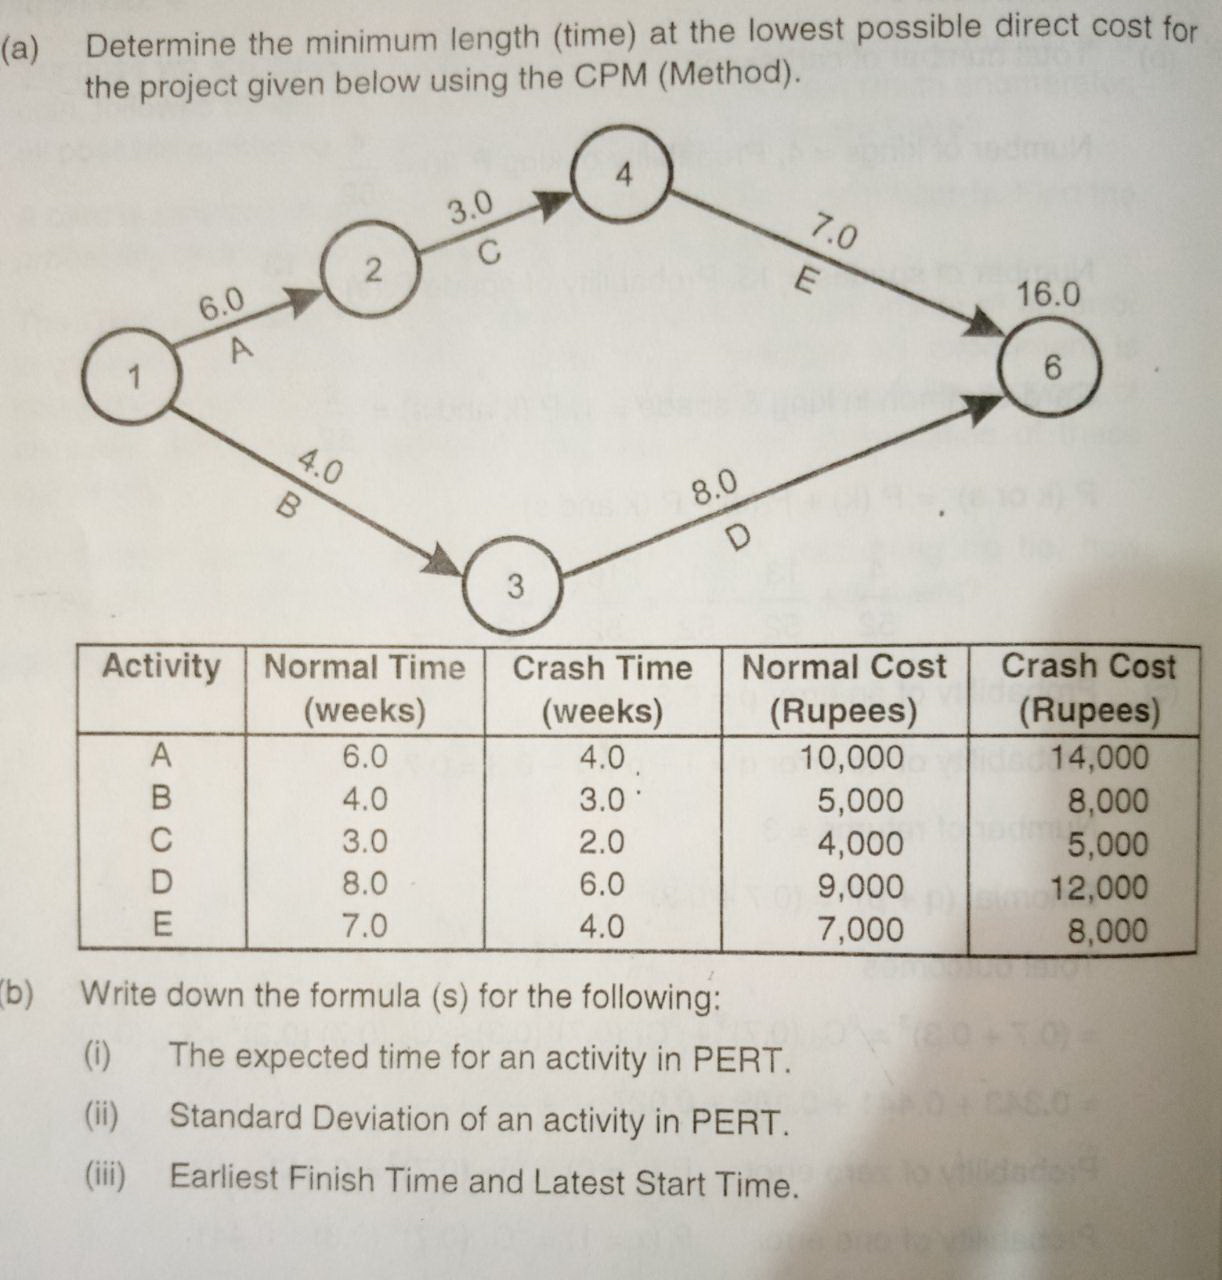 (a) Determine the minimum length (time) at the lowest possible direct cost for
the project given below using the CPM (Method).
4
3.0
C
7.0
E
2
6.0
A
16.0
1
6
4.0
B
8.0
D
3
Activity Normal Time (weeks) Crash Time (weeks) Normal Cost (Rupees) Crash Cost (Rupees)
A 6.0 4.0 10,000 14,000
B 4.0 3.0 5,000 8,000
C 3.0 2.0 4,000 5,000
D 8.0 6.0 9,000 12,000
E 7.0 4.0 7,000 8,000
b) Write down the formula (s) for the following:
(i) The expected time for an activity in PERT.
(ii) Standard Deviation of an activity in PERT.
(iii) Earliest Finish Time and Latest Start Time.